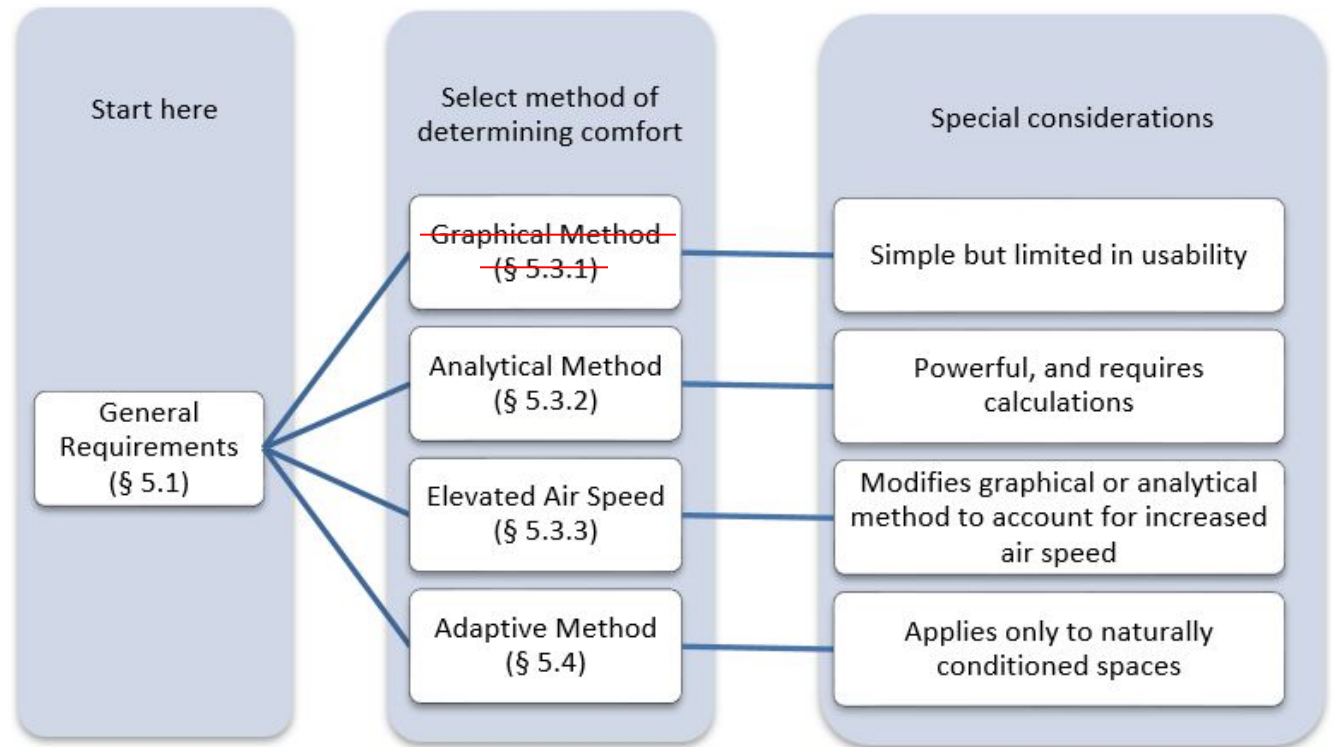 Start here
General
Requirements
(§ 5.1)
Select method of
determining comfort
Graphical Method
(§ 5.3.1)
Analytical Method
(§ 5.3.2)
Elevated Air Speed
(§ 5.3.3)
Adaptive Method
(§ 5.4)
Special considerations
Simple but limited in usability
Powerful, and requires
calculations
Modifies graphical or analytical
method to account for increased
air speed
Applies only to naturally
conditioned spaces